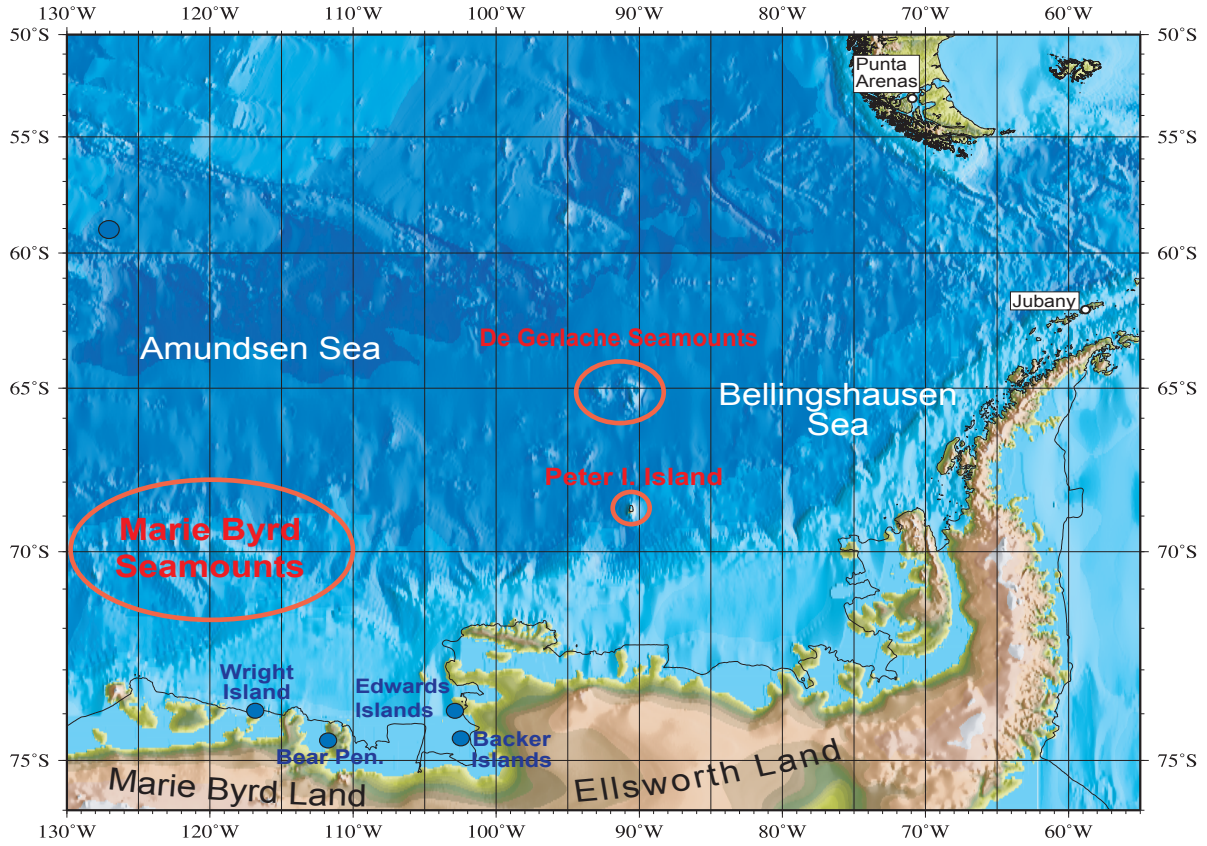 130°W 120°W 110°W 100°W 90°W 80°W 70°W 60°W
50°S 50°S
Punta
Arenas
55°S 55°S
60°S 60°S
Jubany
De Gerlache Seamounts
Amundsen Sea
65°S 65°S
Bellingshausen
Sea
Peter I. Island
Marie Byrd
Seamounts
70°S 70°S
Wright
Island
Edwards
Islands
Bear Pen.
Backer
Islands
75°S 75°S
Marie Byrd Land
Ellsworth Land
130°W 120°W 110°W 100°W 90°W 80°W 70°W 60°W